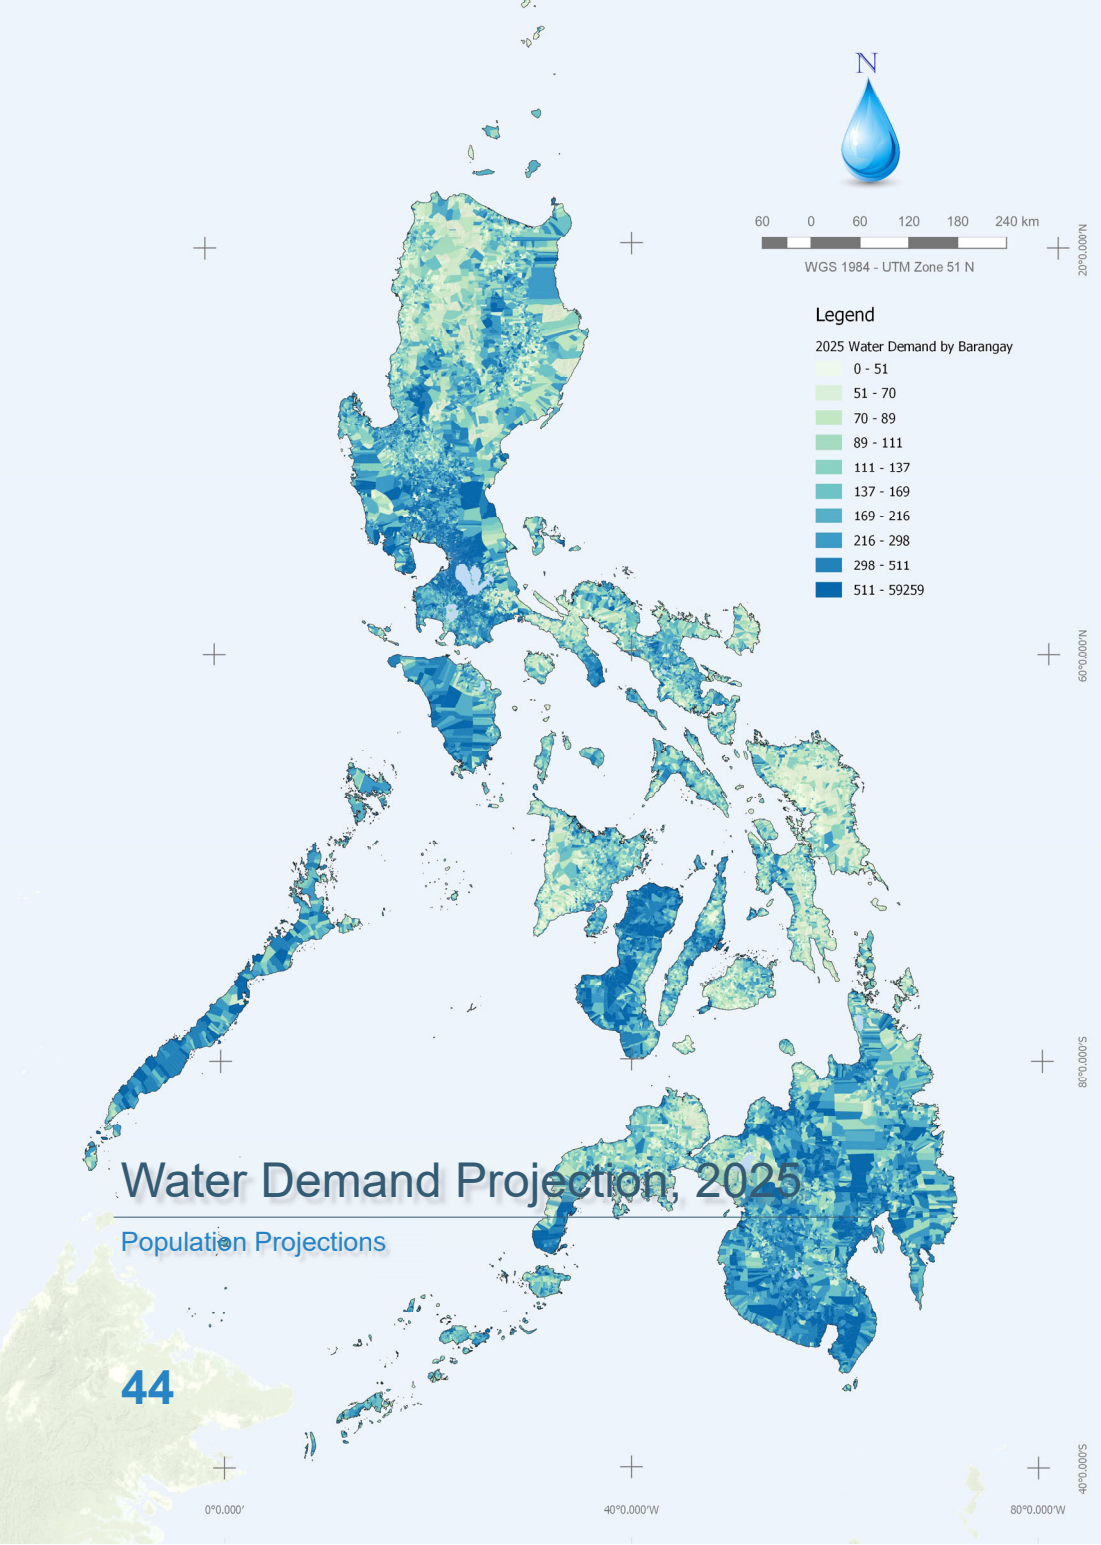 N
60 0 60 120 180 240 km
WGS 1984 - UTM Zone 51 N
20°0.000'N
Legend
2025 Water Demand by Barangay
0 - 51
51 - 70
70 - 89
89 - 111
111 - 137
137 - 169
169 - 216
216 - 298
298 - 511
511 - 59259
60°0.000'N
80°0.000'S
Water Demand Projection, 2025
Population Projections
44
40°0.000'S
0°0.000'
40°0.000'W
80°0.000'W